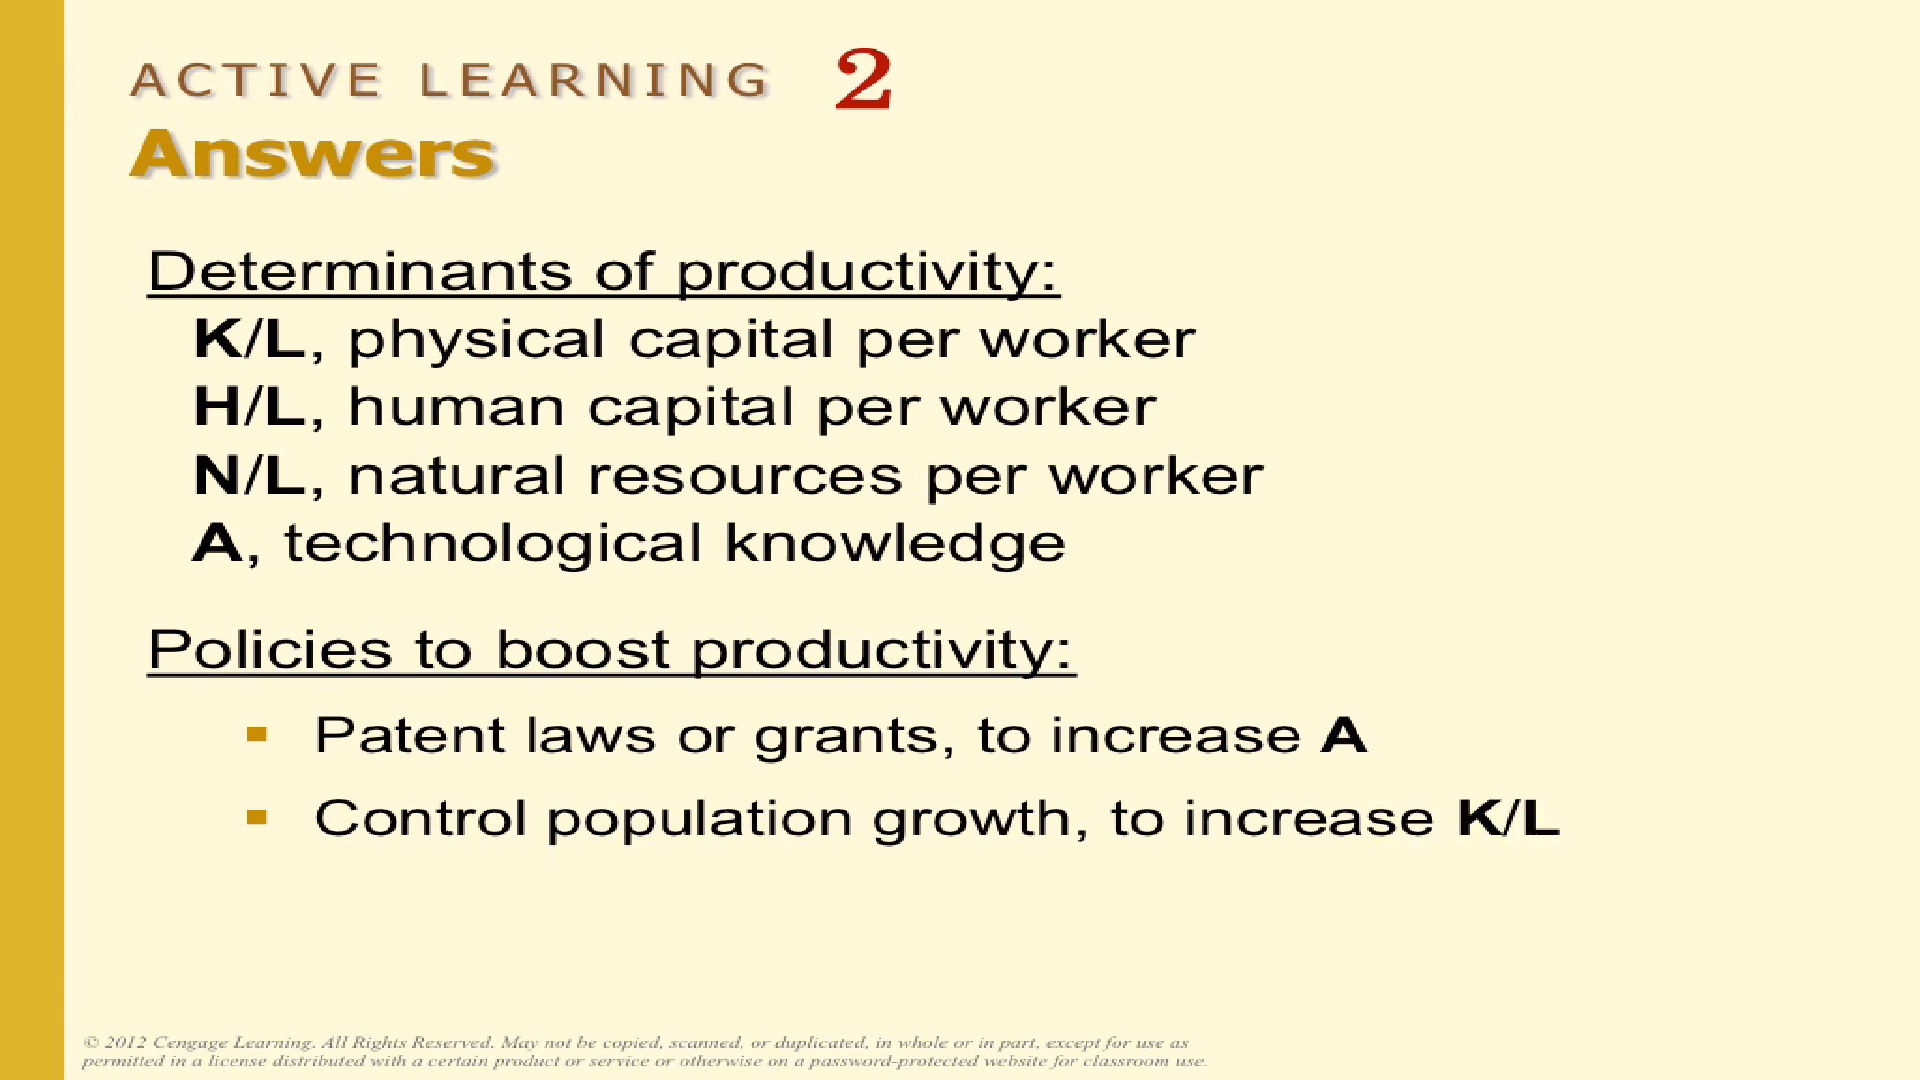 ACTIVE LEARNING 2
Answers
Determinants of productivity:
K/L, physical capital per worker
H/L, human capital per worker
N/L, natural resources per worker
A, technological knowledge
Policies to boost productivity:
▪ Patent laws or grants, to increase A
▪ Control population growth, to increase K/L
© 2012 Cengage Learning. All Rights Reserved. May not be copied, scanned, or duplicated, in whole or in part, except for use as
permitted in a license distributed with a certain product or service or otherwise on a password-protected website for classroom use.